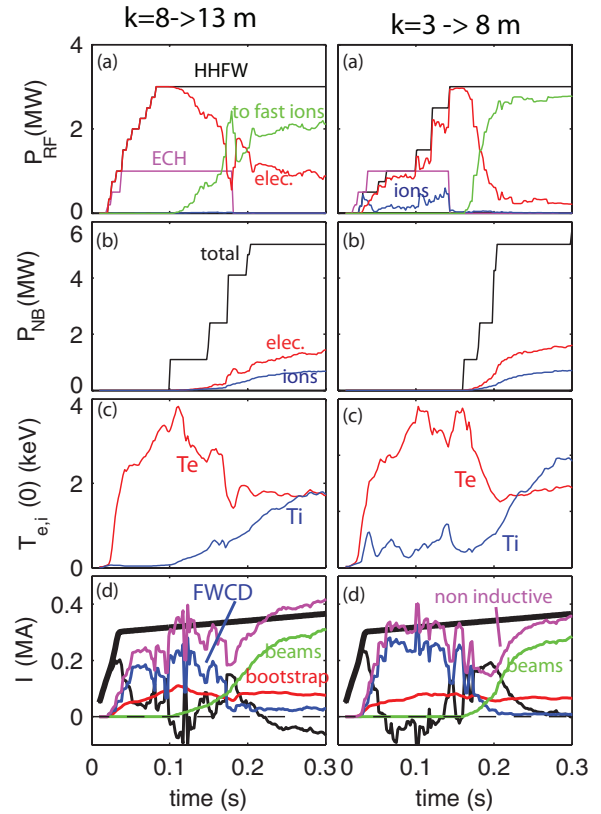 k=8->13 m
k=3 -> 8 m
P_RF(MW)
4
2
0
(a)
HHFW
to fast ions
ECH
elec.
(a)
ions
P_NB(MW)
6
4
2
0
(b)
total
elec.
ions
(b)
T_e,i (0) (keV)
4
2
0
(c)
Te
Ti
(c)
Te
Ti
I (MA)
0.4
0.2
0
(d)
FWCD
beams
bootstrap
(d)
non inductive
beams
0 0.1 0.2 0.3
0 0.1 0.2 0.3
time (s)
time (s)